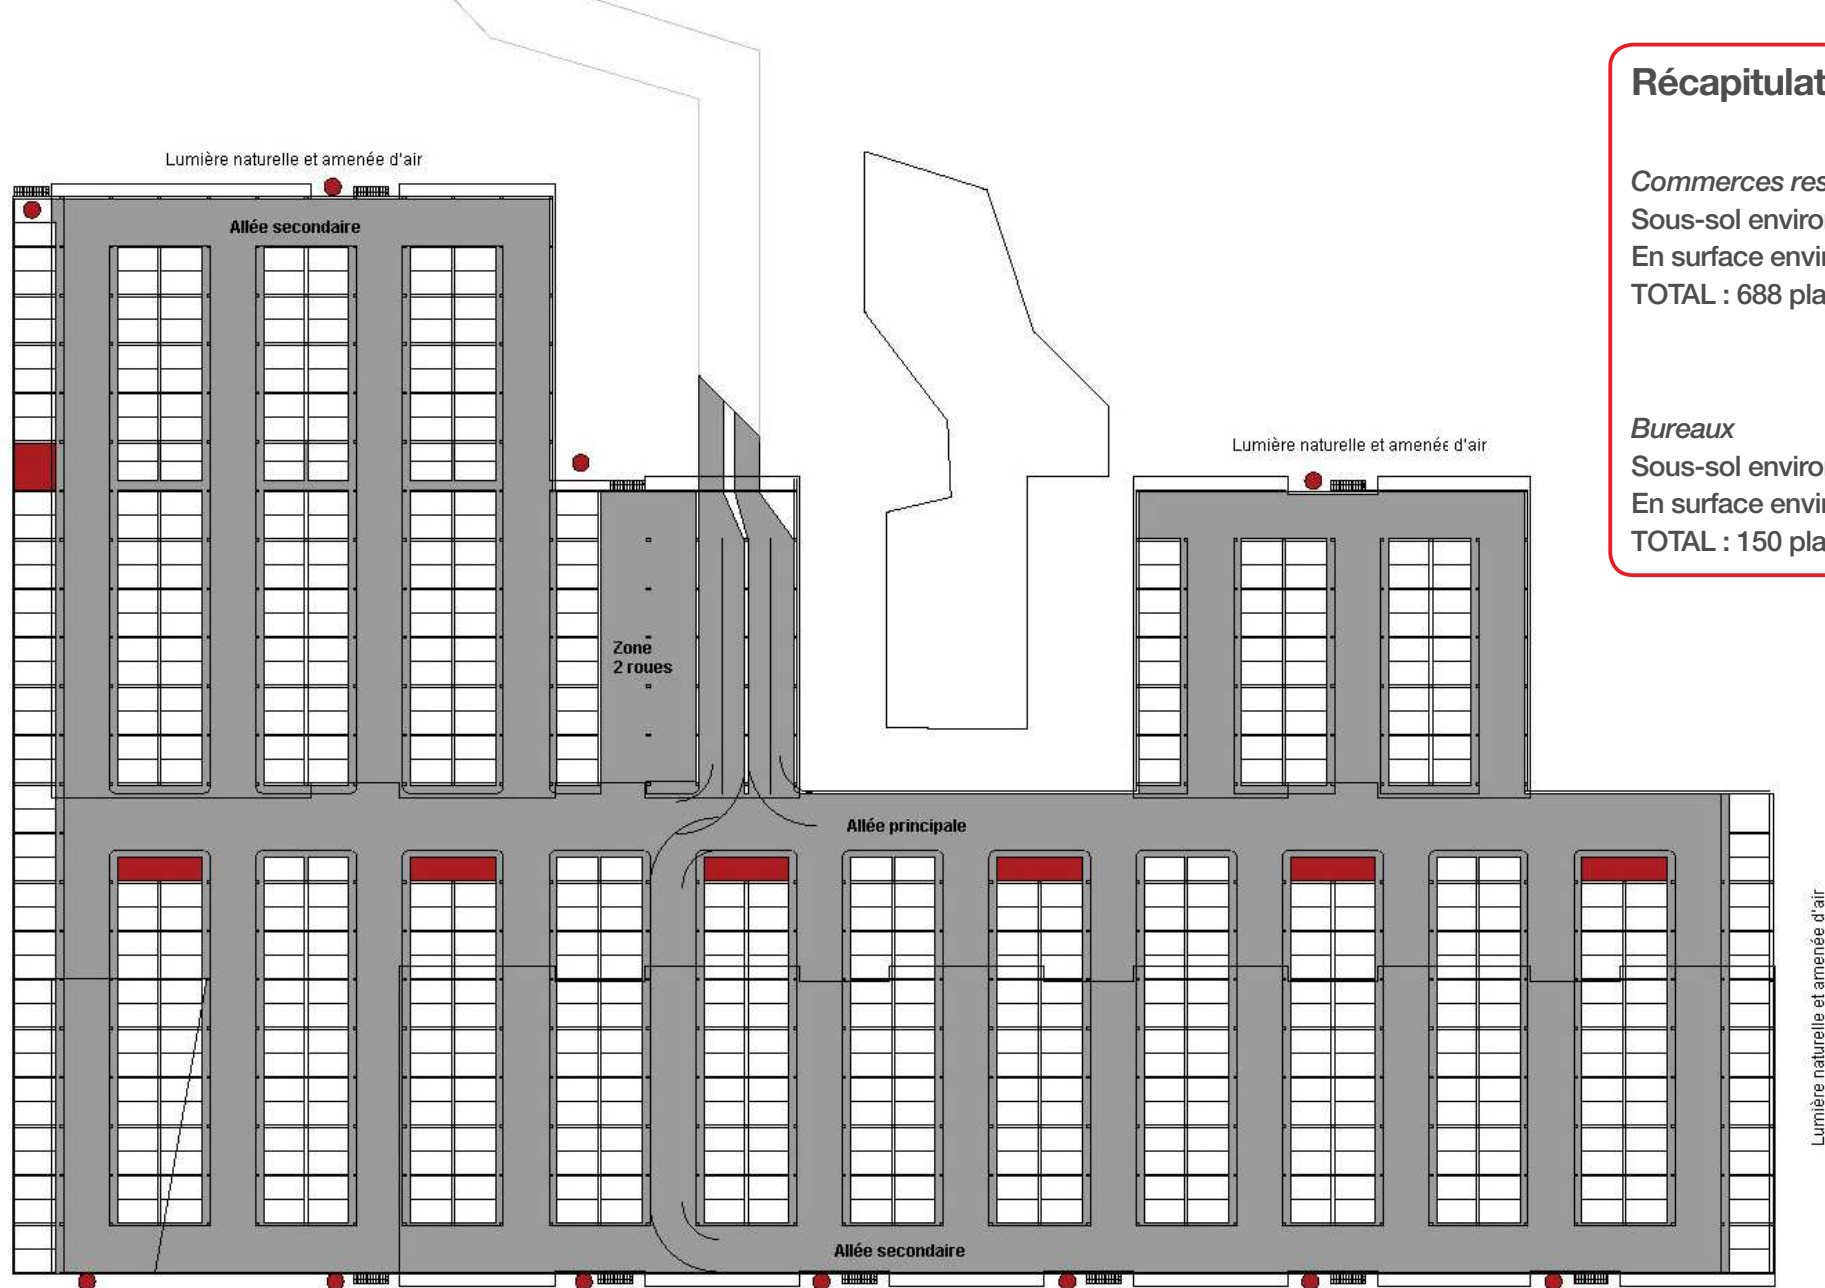 Récapitulat
Commerces res
Sous-sol enviro
En surface envi
TOTAL : 688 pla
Bureaux
Sous-sol enviro
En surface envi
TOTAL : 150 pla
Lumière naturelle et amenée d'air
Allée secondaire
Lumière naturelle et amenée d'air
Zone
2 roues
Allée principale
Lumière naturelle et amenée d'air
Allée secondaire